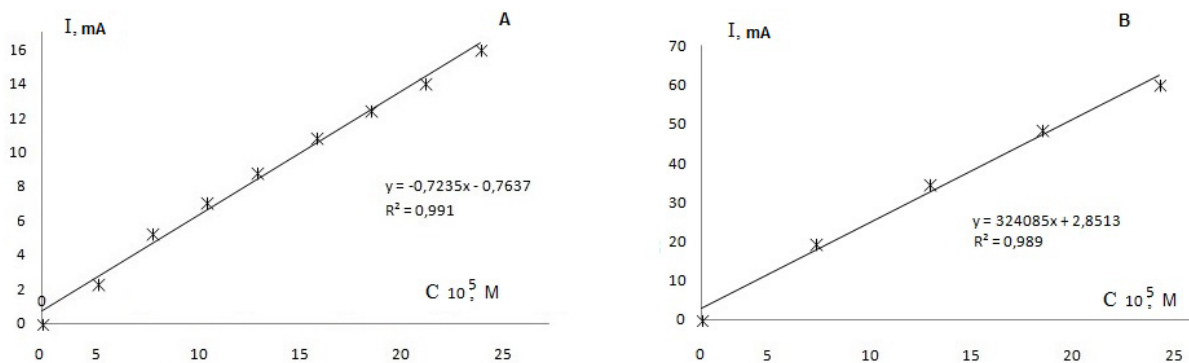 I, mA
A
16
14
12
10
8
6
4
2
0
0
y = -0,7235x - 0,7637
R² = 0,991
C 10⁵, M
0 5 10 15 20 25
I, mA
B
70
60
50
40
30
20
10
0
y = 324085x + 2,8513
R² = 0,989
C 10⁵, M
0 5 10 15 20 25